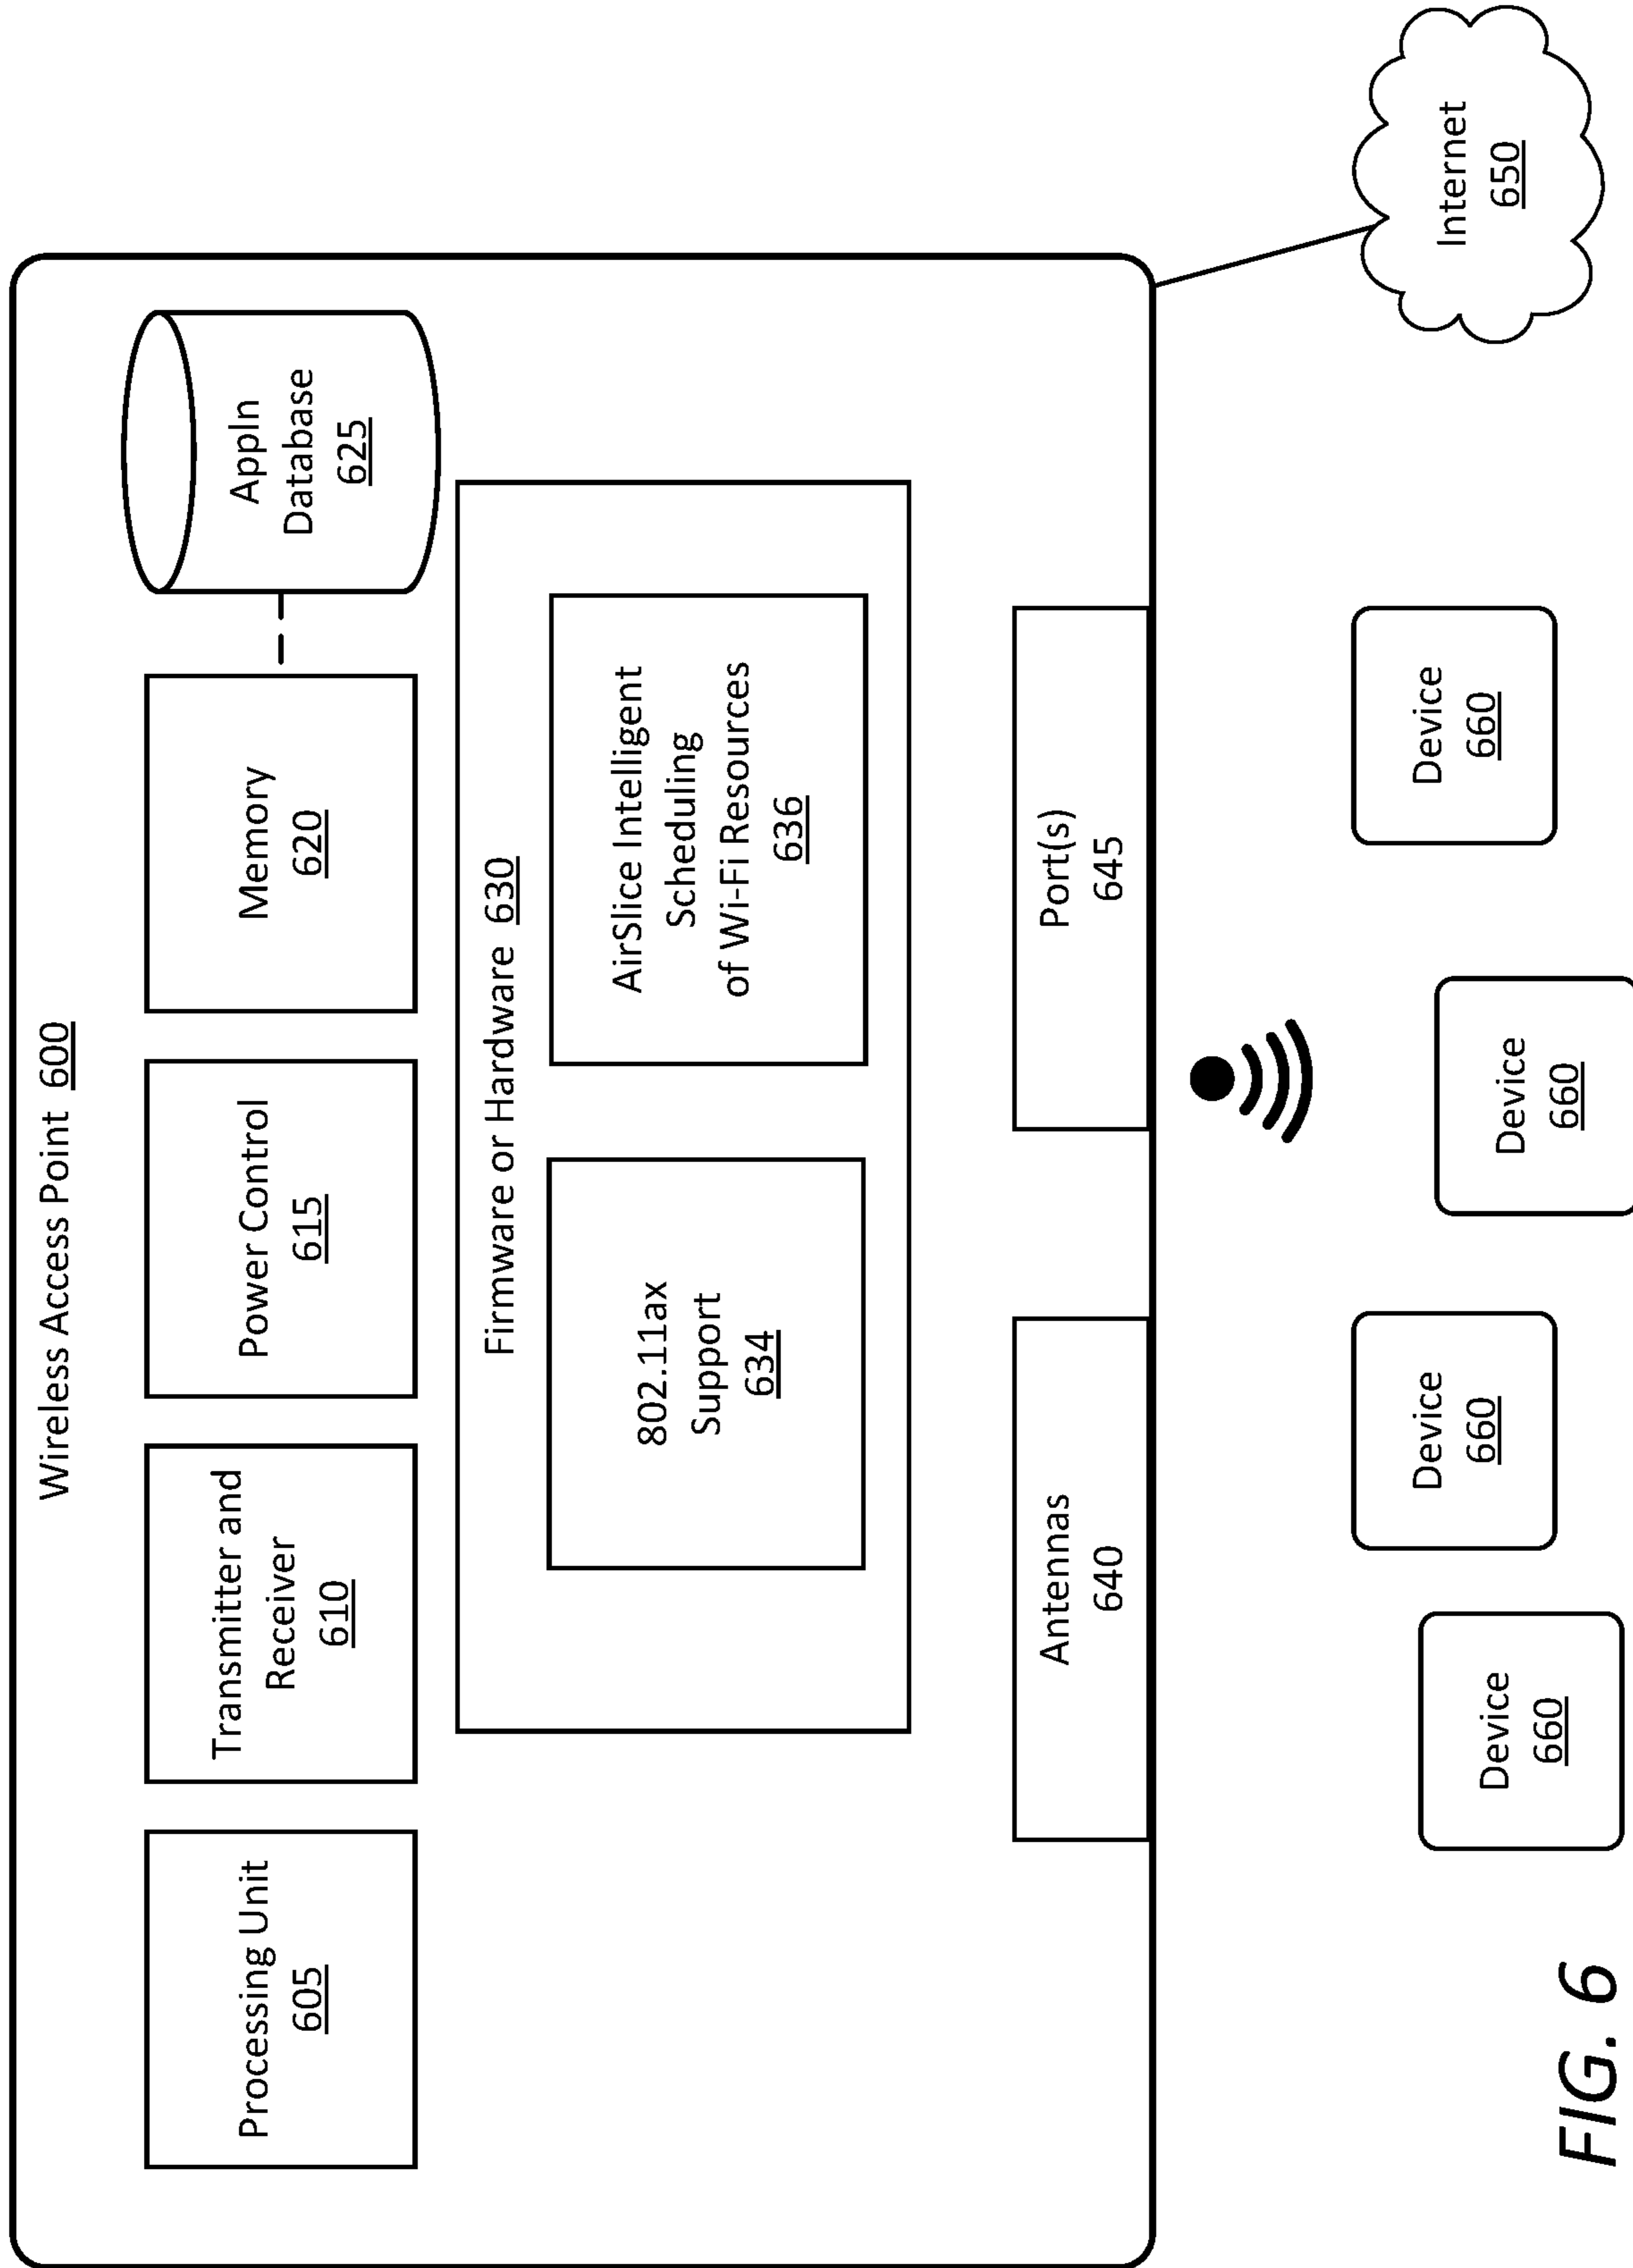 Wireless Access Point 600
Processing Unit
605
Transmitter and
Receiver
610
Power Control
615
Memory
620
Appln
Database
625
Firmware or Hardware 630
802.11ax
Support
634
AirSlice Intelligent
Scheduling
of Wi-Fi Resources
636
Antennas
640
Port(s)
645
Internet
650
Device
660
Device
660
Device
660
Device
660
FIG. 6